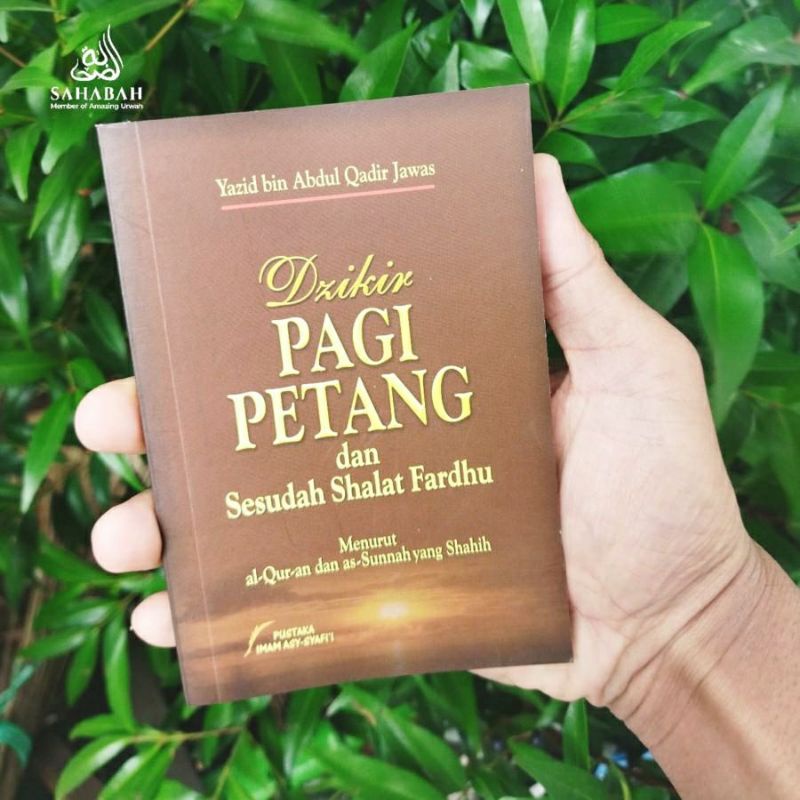 SAHABAH
Member of Amazing Urwah
Yazid bin Abdul Qadir Jawas
Dzikir
PAGI
PETANG
dan
Sesudah Shalat Fardhu
Menurut
al-Qur-an dan as-Sunnah yang Shahih
PUSTAKA
IMAM ASY-SYAFI'I